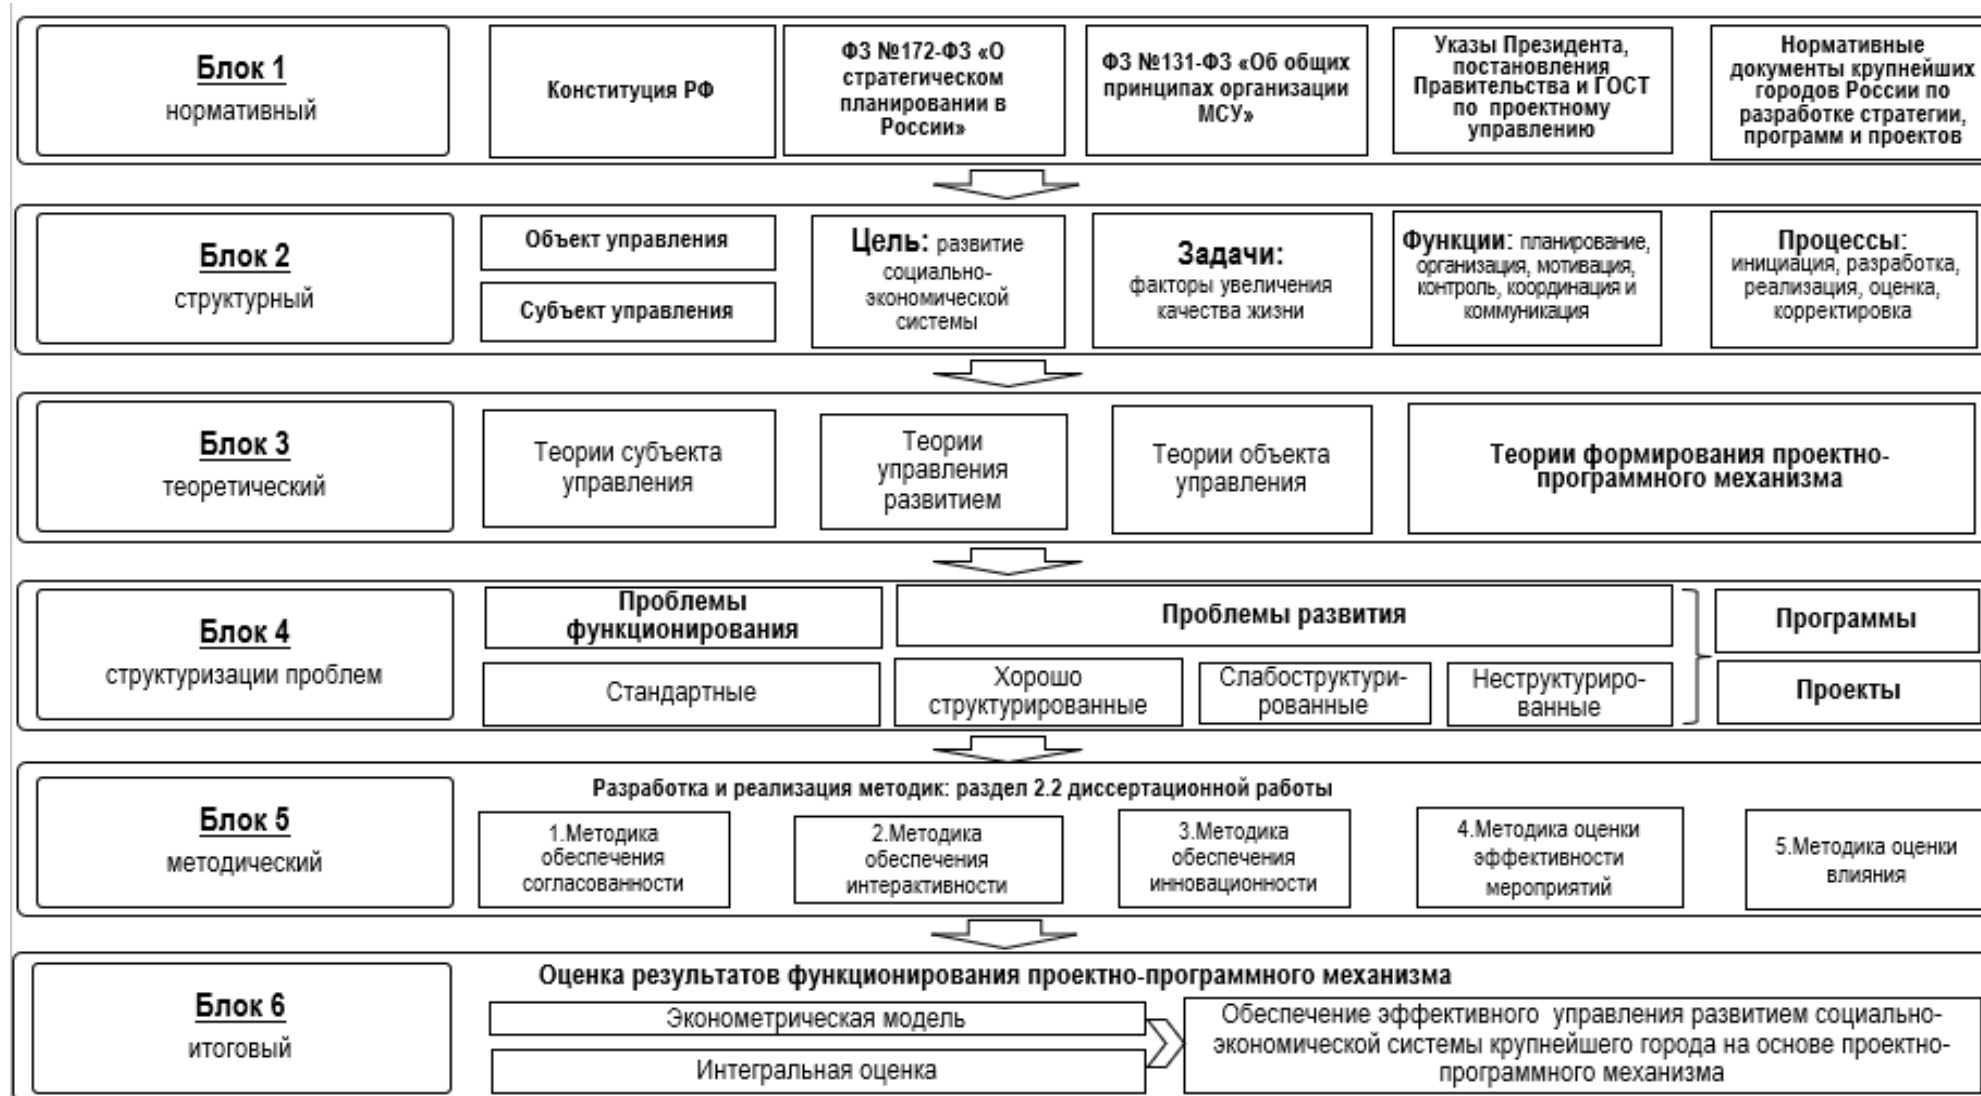 Блок 1
нормативный
Конституция РФ
ФЗ №172-ФЗ «О
стратегическом
планировании в
России»
ФЗ №131-ФЗ «Об общих
принципах организации
МСУ»
Указы Президента,
постановления
Правительства и ГОСТ
по проектному
управлению
Нормативные
документы крупнейших
городов России по
разработке стратегии,
программ и проектов
Блок 2
структурный
Объект управления
Субъект управления
Цель: развитие
социально-
экономической
системы
Задачи:
факторы увеличения
качества жизни
Функции: планирование,
организация, мотивация,
контроль, координация и
коммуникация
Процессы:
инициация, разработка,
реализация, оценка,
корректировка
Блок 3
теоретический
Теории субъекта
управления
Теории
управления
развитием
Теории объекта
управления
Теории формирования проектно-
программного механизма
Блок 4
структуризации проблем
Проблемы
функционирования
Проблемы развития
Стандартные
Хорошо
структурированные
Слабоструктури-
рованные
Неструктуриро-
ванные
Программы
Проекты
Блок 5
методический
Разработка и реализация методик: раздел 2.2 диссертационной работы
1.Методика
обеспечения
согласованности
2.Методика
обеспечения
интерактивности
3.Методика
обеспечения
инновационности
4.Методика оценки
эффективности
мероприятий
5.Методика оценки
влияния
Блок 6
итоговый
Оценка результатов функционирования проектно-программного механизма
Эконометрическая модель
Интегральная оценка
Обеспечение эффективного управления развитием социально-
экономической системы крупнейшего города на основе проектно-
программного механизма